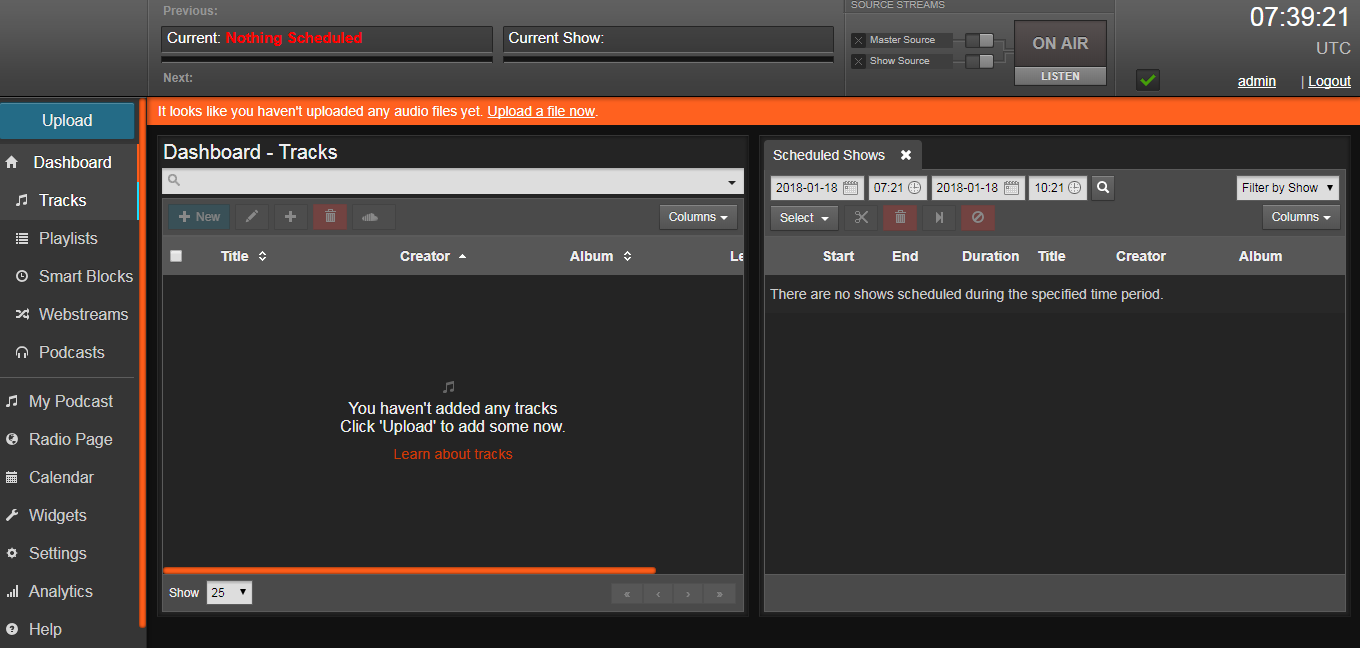 Previous:
Current: Nothing Scheduled
Next:
Current Show:
SOURCE STREAMS
Master Source
Show Source
ON AIR
LISTEN
07:39:21
UTC
admin | Logout
Upload
Dashboard
Tracks
Playlists
Smart Blocks
Webstreams
Podcasts
My Podcast
Radio Page
Calendar
Widgets
Settings
Analytics
Help
It looks like you haven't uploaded any audio files yet. Upload a file now.
Dashboard - Tracks
New
Columns
Title Creator Album Le
You haven't added any tracks
Click 'Upload' to add some now.
Learn about tracks
Show 25
« ‹ › »
Scheduled Shows
2018-01-18 07:21 2018-01-18 10:21 Filter by Show
Select Columns
Start End Duration Title Creator Album
There are no shows scheduled during the specified time period.